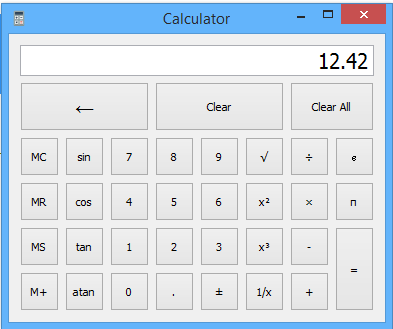 Calculator
12.42
← Clear Clear All
MC sin 7 8 9 √ ÷ e
MR cos 4 5 6 x² × π
MS tan 1 2 3 x³ - =
M+ atan 0 . ± 1/x +